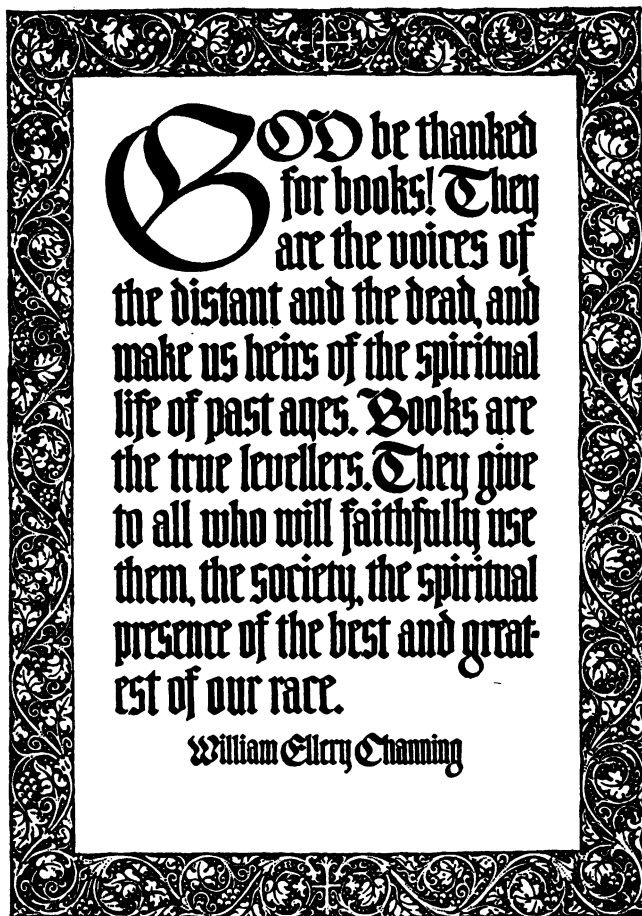 GOD be thanked
for books! They
are the voices of
the distant and the dead, and
make us heirs of the spiritual
life of past ages. Books are
the true levellers. They give
to all who will faithfully use
them, the society, the spiritual
presence of the best and great-
est of our race.
William Ellery Channing